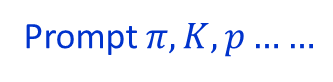 Prompt π, K, p … …